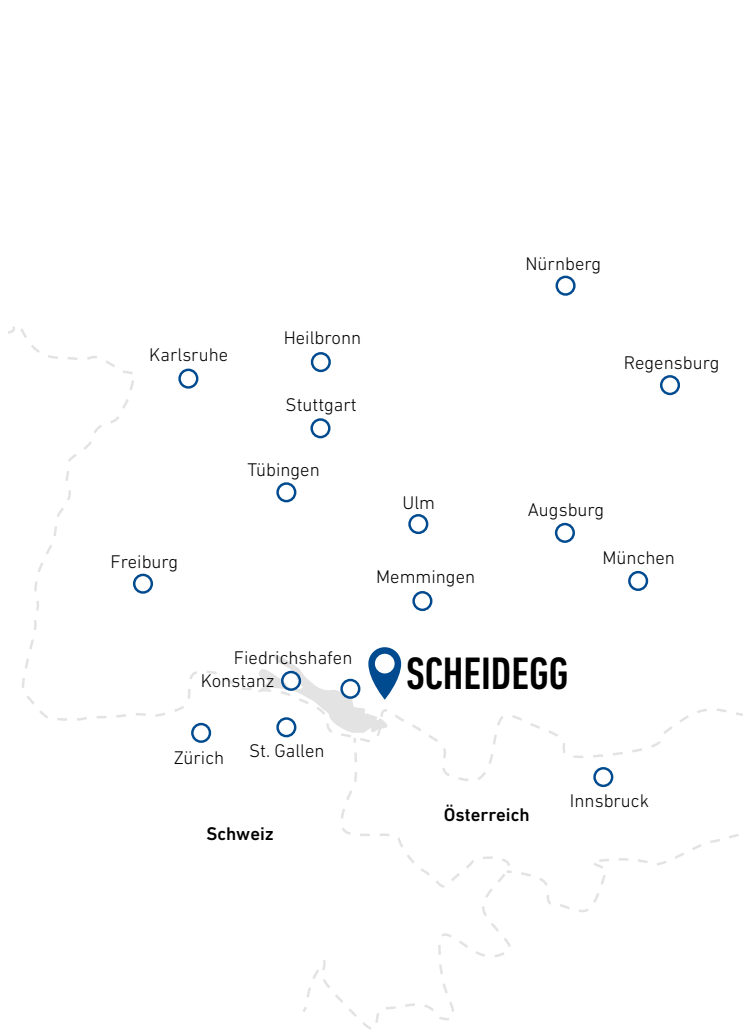 Nürnberg
Heilbronn
Karlsruhe
Regensburg
Stuttgart
Tübingen
Ulm
Augsburg
München
Freiburg
Memmingen
Fiedrichshafen
SCHEIDEGG
Konstanz
St. Gallen
Zürich
Innsbruck
Österreich
Schweiz